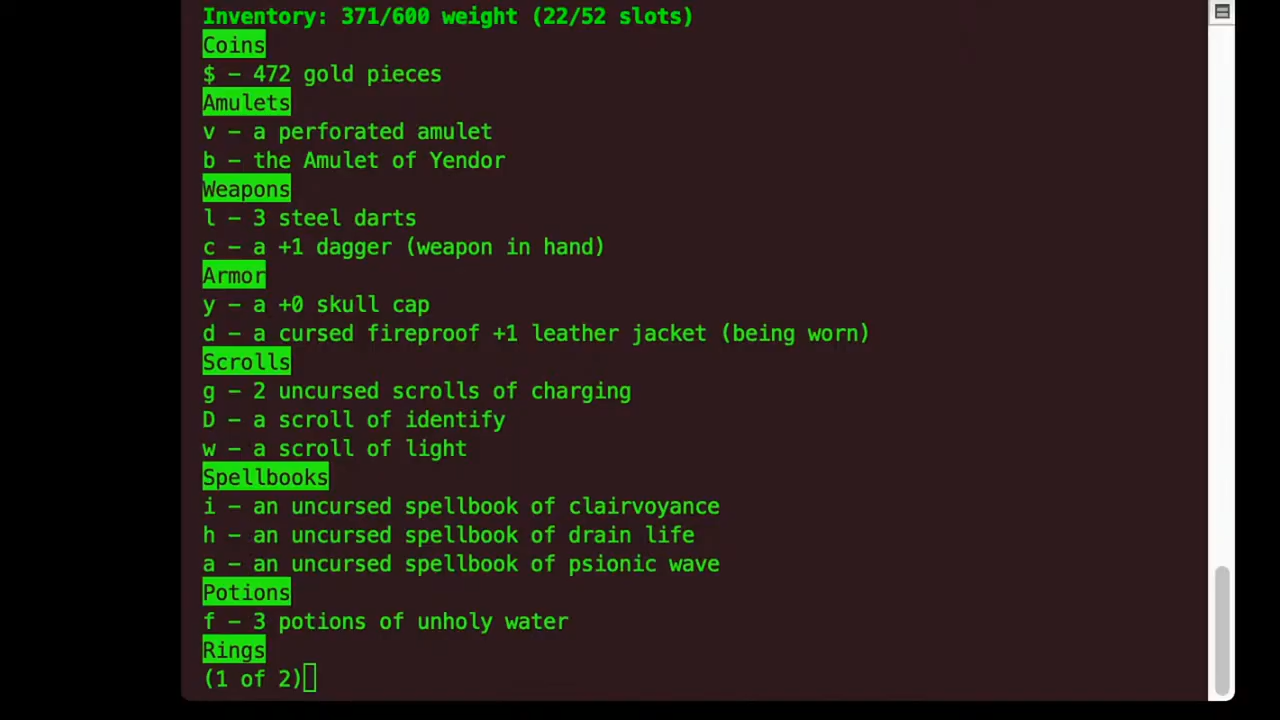 Inventory: 371/600 weight (22/52 slots)
Coins
$ - 472 gold pieces
Amulets
v - a perforated amulet
b - the Amulet of Yendor
Weapons
l - 3 steel darts
c - a +1 dagger (weapon in hand)
Armor
y - a +0 skull cap
d - a cursed fireproof +1 leather jacket (being worn)
Scrolls
g - 2 uncursed scrolls of charging
D - a scroll of identify
w - a scroll of light
Spellbooks
i - an uncursed spellbook of clairvoyance
h - an uncursed spellbook of drain life
a - an uncursed spellbook of psionic wave
Potions
f - 3 potions of unholy water
Rings
(1 of 2)